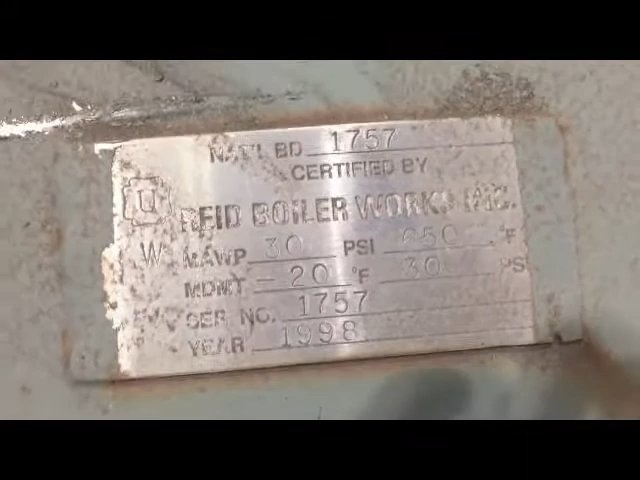 NAT'L BD 1757
CERTIFIED BY
U REID BOILER WORKS INC.
W MAWP 30 PSI 650 °F
MDMT -20 °F 30 PSI
SER NO. 1757
YEAR 1998